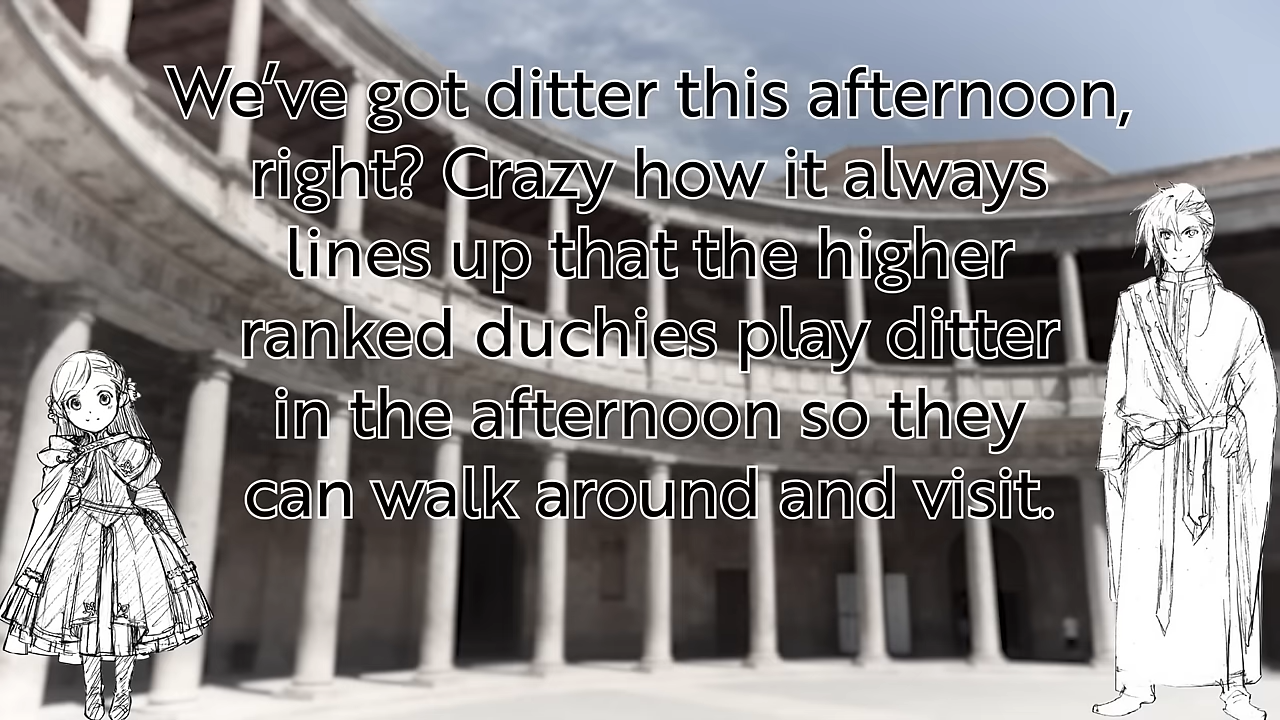 We've got ditter this afternoon,
right? Crazy how it always
lines up that the higher
ranked duchies play ditter
in the afternoon so they
can walk around and visit.